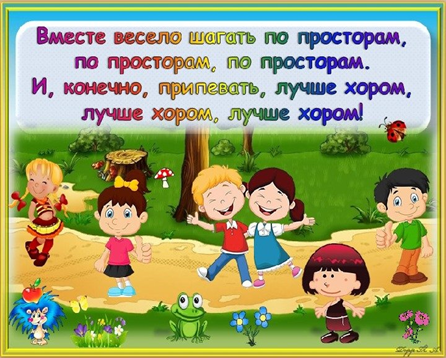 Вместе весело шагать по просторам,
по просторам, по просторам.
И, конечно, припевать, лучше хором,
лучше хором, лучше хором!